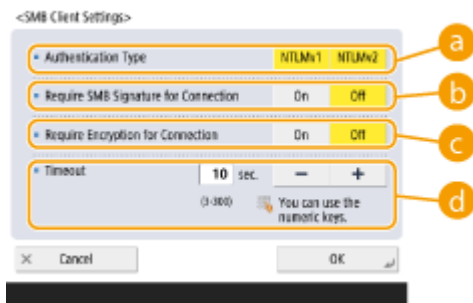 <SMB Client Settings>
Authentication Type NTLMv1 NTLMv2 a
Require SMB Signature for Connection On Off b
Require Encryption for Connection On Off c
Timeout 10 sec. − + d
(3-300) You can use the
numeric keys.
× Cancel OK